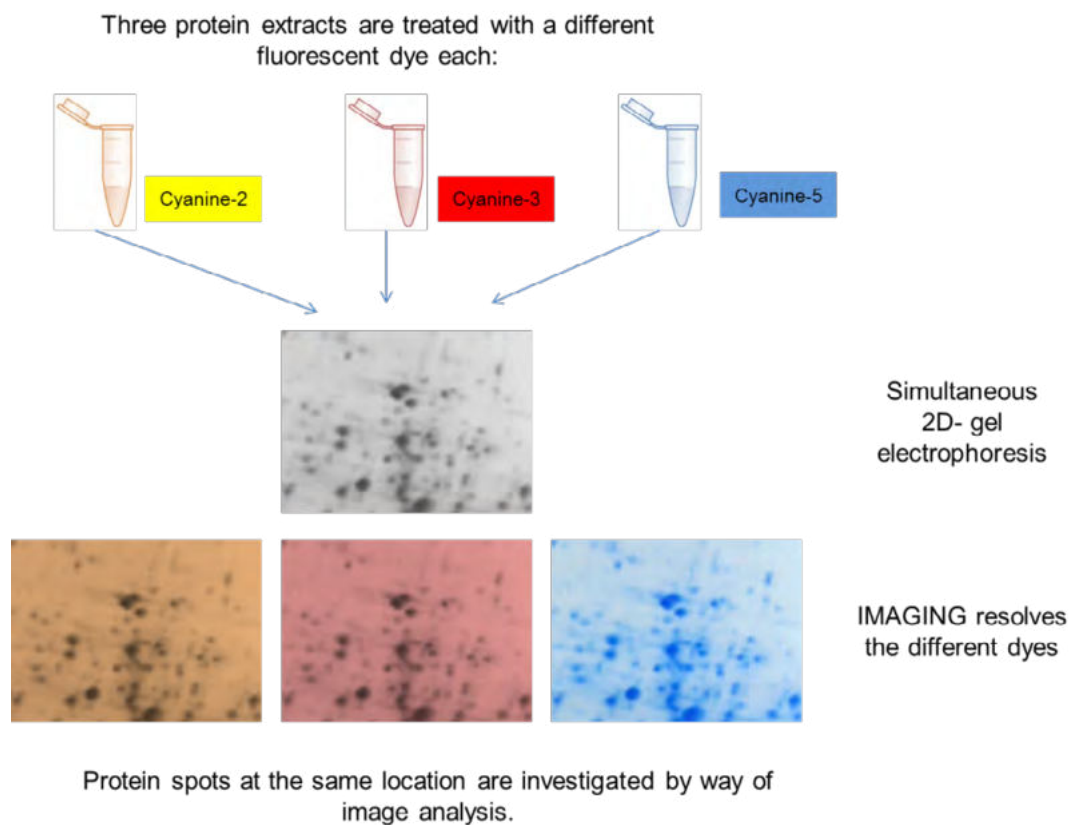 Three protein extracts are treated with a different
fluorescent dye each:
Cyanine-2
Cyanine-3
Cyanine-5
Simultaneous
2D- gel
electrophoresis
IMAGING resolves
the different dyes
Protein spots at the same location are investigated by way of
image analysis.